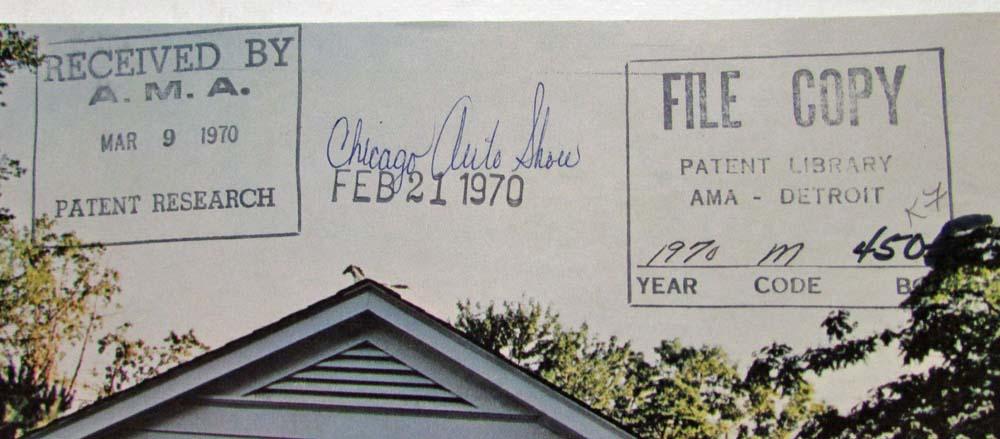 RECEIVED BY
A. M. A.
MAR 9 1970
PATENT RESEARCH
Chicago Auto Show
FEB 21 1970
FILE COPY
PATENT LIBRARY
AMA - DETROIT
K7
1970 M 450
YEAR CODE